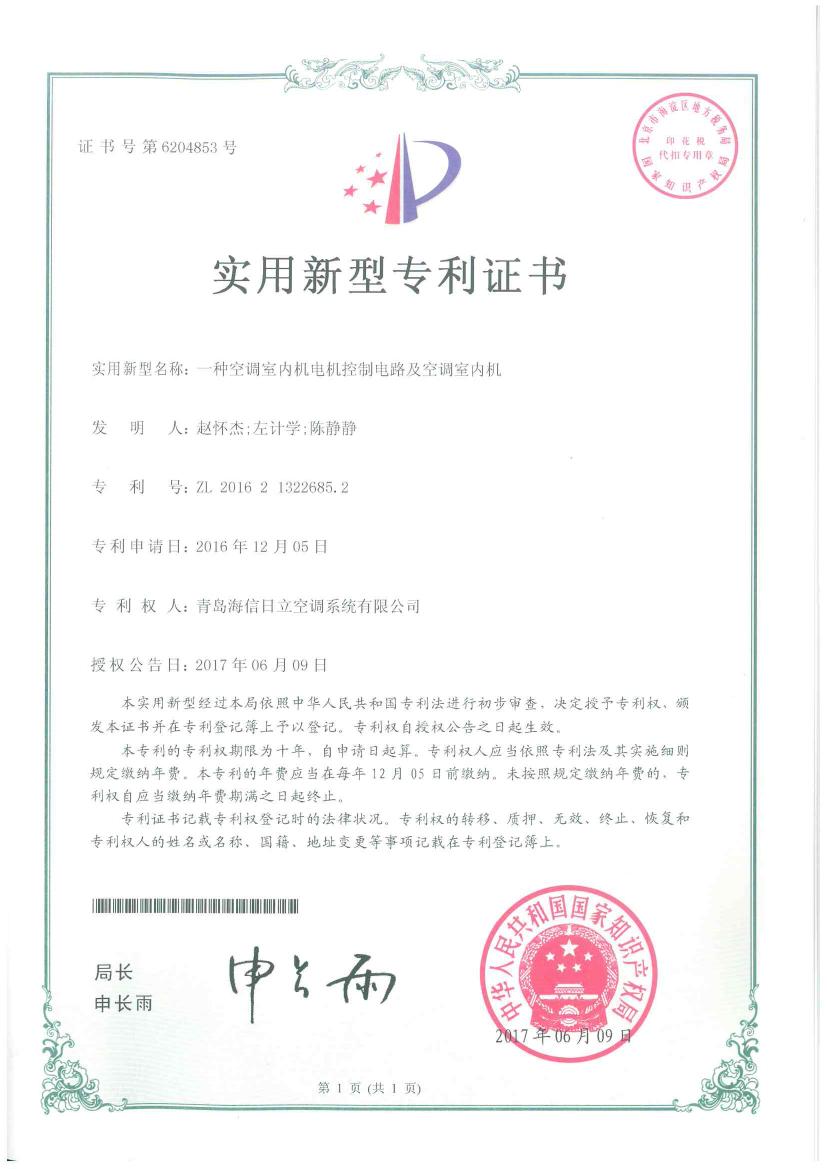 证书号第6204853号
北京市海淀区地方税务局
印花税
代扣专用章
国家知识产权局
实用新型专利证书
实用新型名称：一种空调室内机电机控制电路及空调室内机
发明人：赵怀杰;左计学;陈静静
专利号：ZL 2016 2 1322685.2
专利申请日：2016年12月05日
专利权人：青岛海信日立空调系统有限公司
授权公告日：2017年06月09日
本实用新型经过本局依照中华人民共和国专利法进行初步审查，决定授予专利权，颁
发本证书并在专利登记簿上予以登记。专利权自授权公告之日起生效。
本专利的专利权期限为十年，自申请日起算。专利权人应当依照专利法及其实施细则
规定缴纳年费。本专利的年费应当在每年12月05日前缴纳。未按照规定缴纳年费的，专
利权自应当缴纳年费期满之日起终止。
专利证书记载专利权登记时的法律状况。专利权的转移、质押、无效、终止、恢复和
专利权人的姓名或名称、国籍、地址变更等事项记载在专利登记簿上。
局长
申长雨
申长雨
中华人民共和国国家知识产权局
2017年06月09日
第1页(共1页)